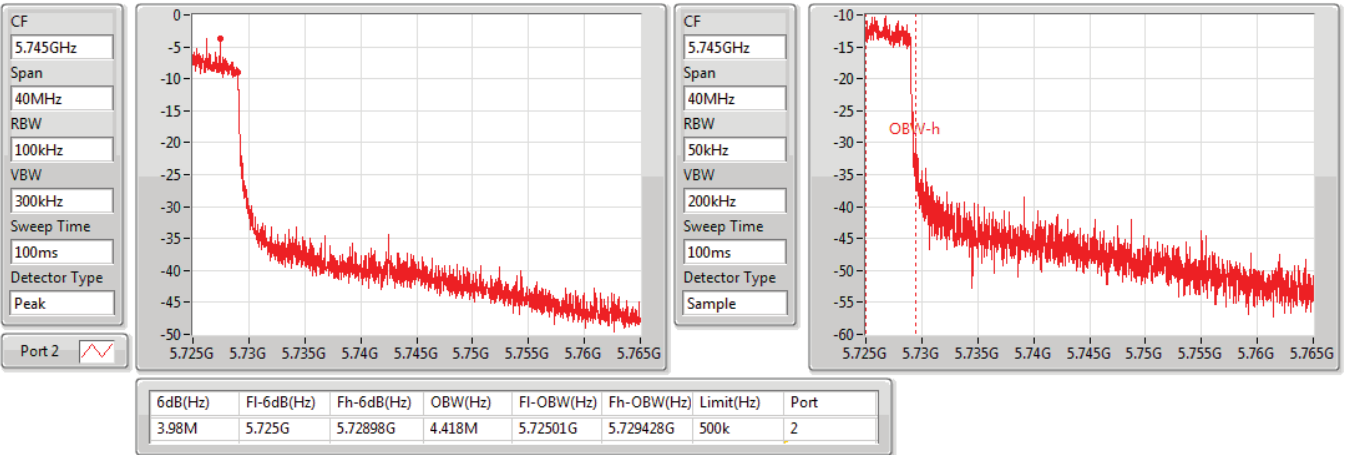 CF
5.745GHz
Span
40MHz
RBW
100kHz
VBW
300kHz
Sweep Time
100ms
Detector Type
Peak
Port 2
0
-5
-10
-15
-20
-25
-30
-35
-40
-45
-50
5.725G 5.73G 5.735G 5.74G 5.745G 5.75G 5.755G 5.76G 5.765G
CF
5.745GHz
Span
40MHz
RBW
50kHz
VBW
200kHz
Sweep Time
100ms
Detector Type
Sample
-10
-15
-20
-25
-30
-35
-40
-45
-50
-55
-60
OBW-h
5.725G 5.73G 5.735G 5.74G 5.745G 5.75G 5.755G 5.76G 5.765G
6dB(Hz) Fl-6dB(Hz) Fh-6dB(Hz) OBW(Hz) Fl-OBW(Hz) Fh-OBW(Hz) Limit(Hz) Port
3.98M 5.725G 5.72898G 4.418M 5.72501G 5.729428G 500k 2